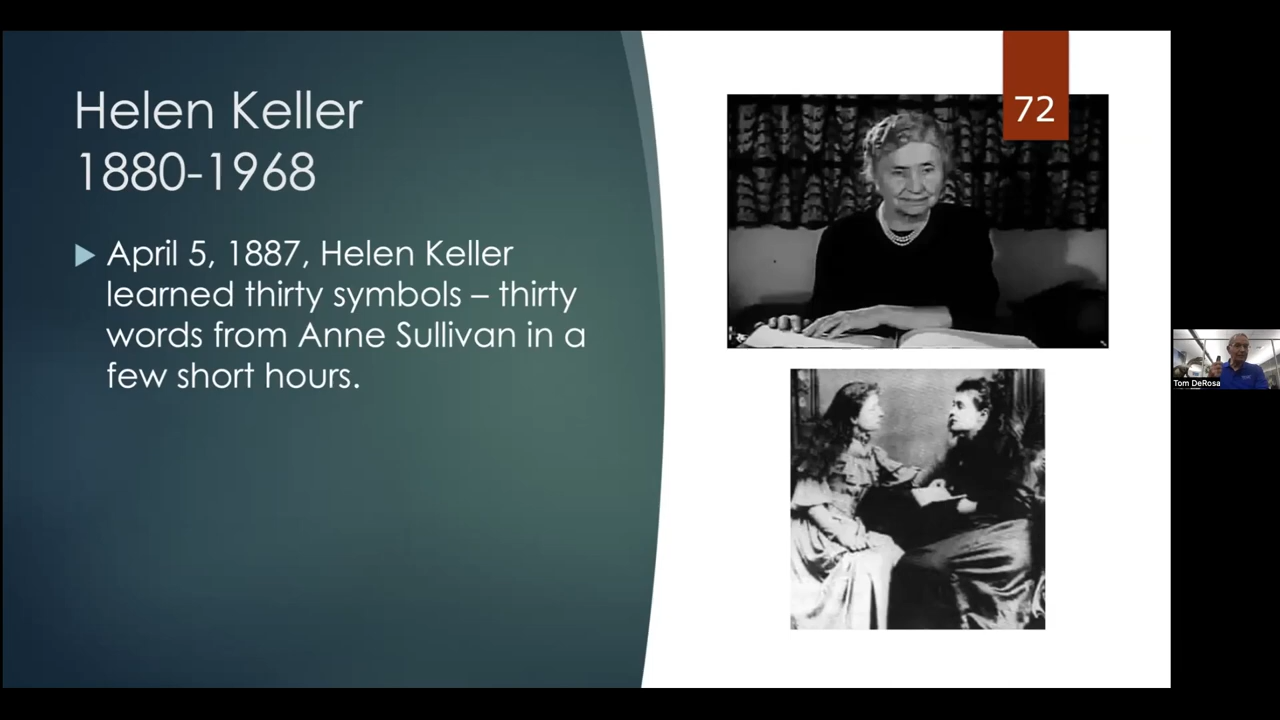 Helen Keller
1880-1968
April 5, 1887, Helen Keller
learned thirty symbols – thirty
words from Anne Sullivan in a
few short hours.
72
Tom DeRosa